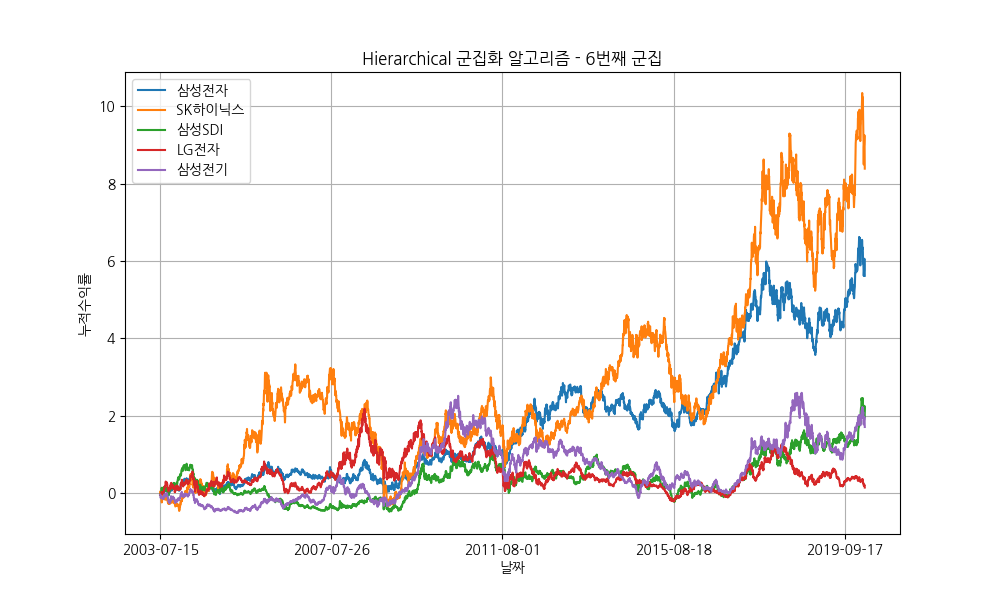 Hierarchical 군집화 알고리즘 - 6번째 군집
삼성전자
SK하이닉스
삼성SDI
LG전자
삼성전기
누적수익률
10
8
6
4
2
0
2003-07-15
2007-07-26
2011-08-01
2015-08-18
2019-09-17
날짜